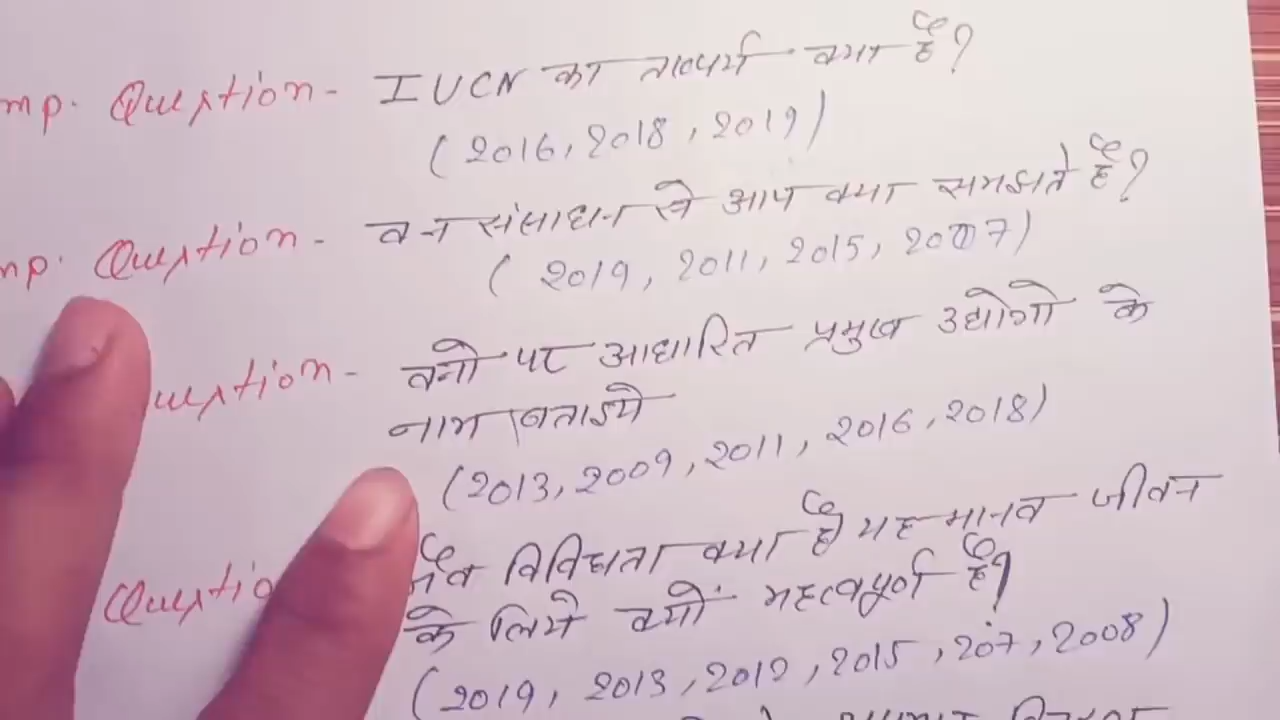 mp. Question- IUCN का तात्पर्य क्या है?
(2016, 2018, 2019)
mp. Question- वन संसाधन से आप क्या समझते है?
(2019, 2011, 2015, 2007)
uestion- वनो पर आधारित प्रमुख उद्योगो के
नाम बताइये
(2013, 2009, 2011, 2016, 2018)
Questio जैव विविधता क्या है यह मानव जीवन
के लिये क्यों महत्वपूर्ण है?
(2019, 2013, 2012, 2015, 207, 2008)